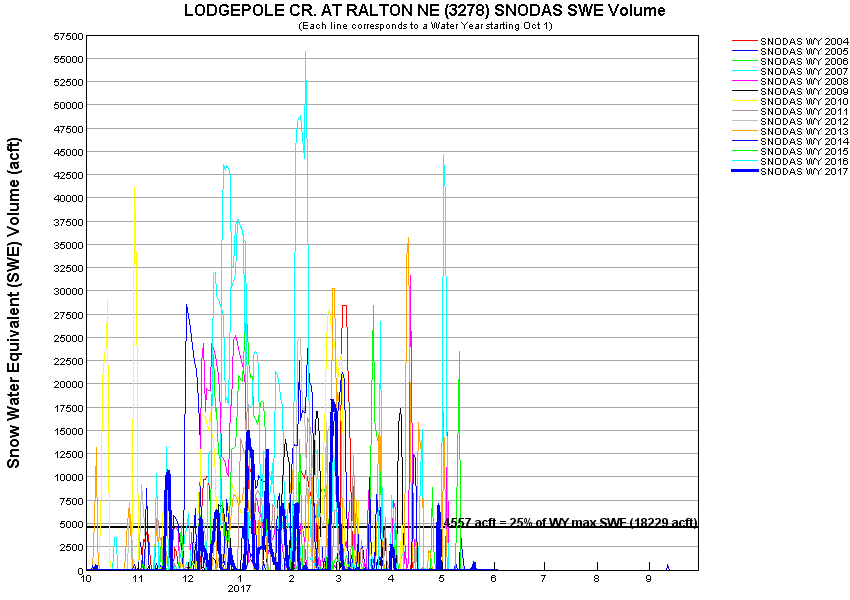 LODGEPOLE CR. AT RALTON NE (3278) SNODAS SWE Volume
(Each line corresponds to a Water Year starting Oct 1)
Snow Water Equivalent (SWE) Volume (acft)
57500
55000
52500
50000
47500
45000
42500
40000
37500
35000
32500
30000
27500
25000
22500
20000
17500
15000
12500
10000
7500
5000
2500
0
4557 acft = 25% of WY max SWE (18229 acft)
10 11 12 1 2 3 4 5 6 7 8 9
2017
SNODAS WY 2004
SNODAS WY 2005
SNODAS WY 2006
SNODAS WY 2007
SNODAS WY 2008
SNODAS WY 2009
SNODAS WY 2010
SNODAS WY 2011
SNODAS WY 2012
SNODAS WY 2013
SNODAS WY 2014
SNODAS WY 2015
SNODAS WY 2016
SNODAS WY 2017